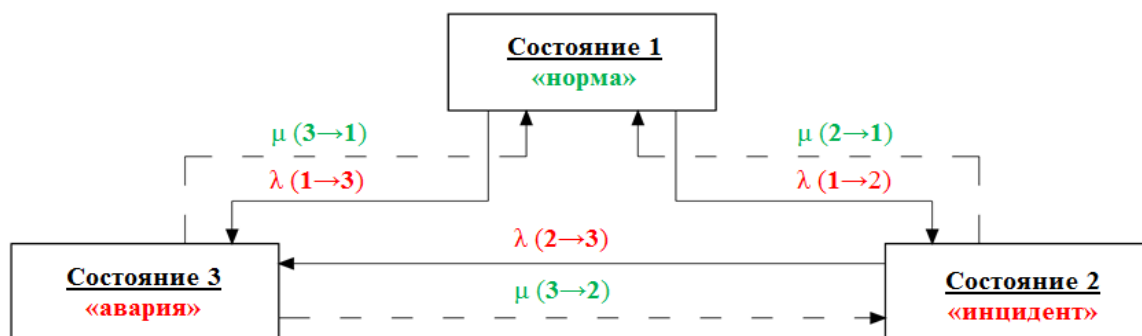 Состояние 1
«норма»
μ (3→1)
μ (2→1)
λ (1→3)
λ (1→2)
λ (2→3)
Состояние 3
«авария»
Состояние 2
«инцидент»
μ (3→2)